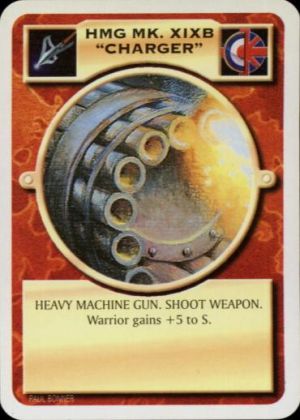 HMG MK. XIXB
"CHARGER"
HEAVY MACHINE GUN. SHOOT WEAPON.
Warrior gains +5 to S.
PAUL BONNER